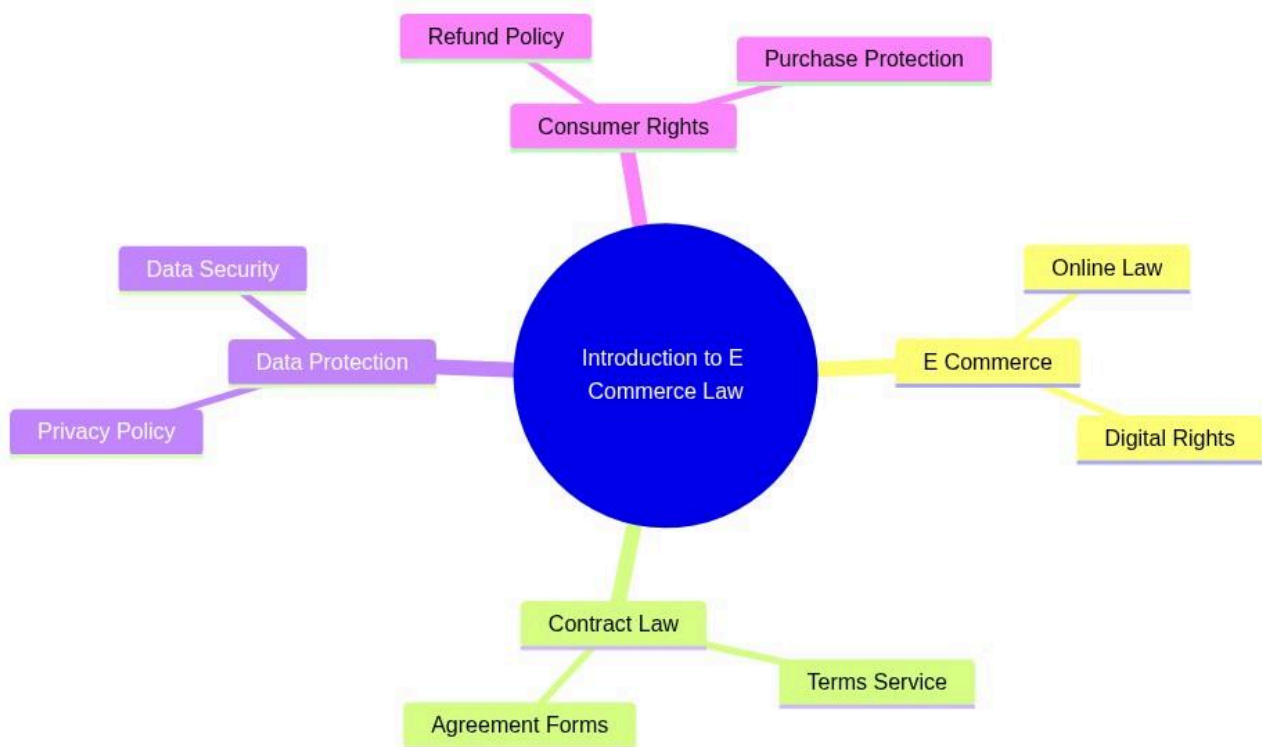 Refund Policy
Purchase Protection
Consumer Rights
Data Security
Online Law
Data Protection
Introduction to E
Commerce Law
E Commerce
Privacy Policy
Digital Rights
Contract Law
Terms Service
Agreement Forms